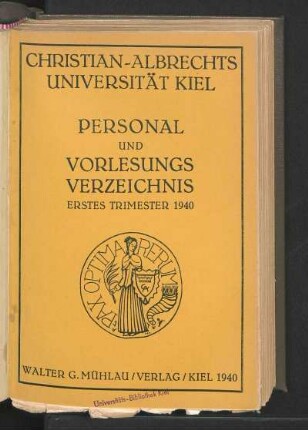 CHRISTIAN-ALBRECHTS
UNIVERSITÄT KIEL
PERSONAL
UND
VORLESUNGS
VERZEICHNIS
ERSTES TRIMESTER 1940
PAX OPTIMA RERUM
WALTER G. MÜHLAU/VERLAG/KIEL 1940
Universitäts-Bibliothek Kiel